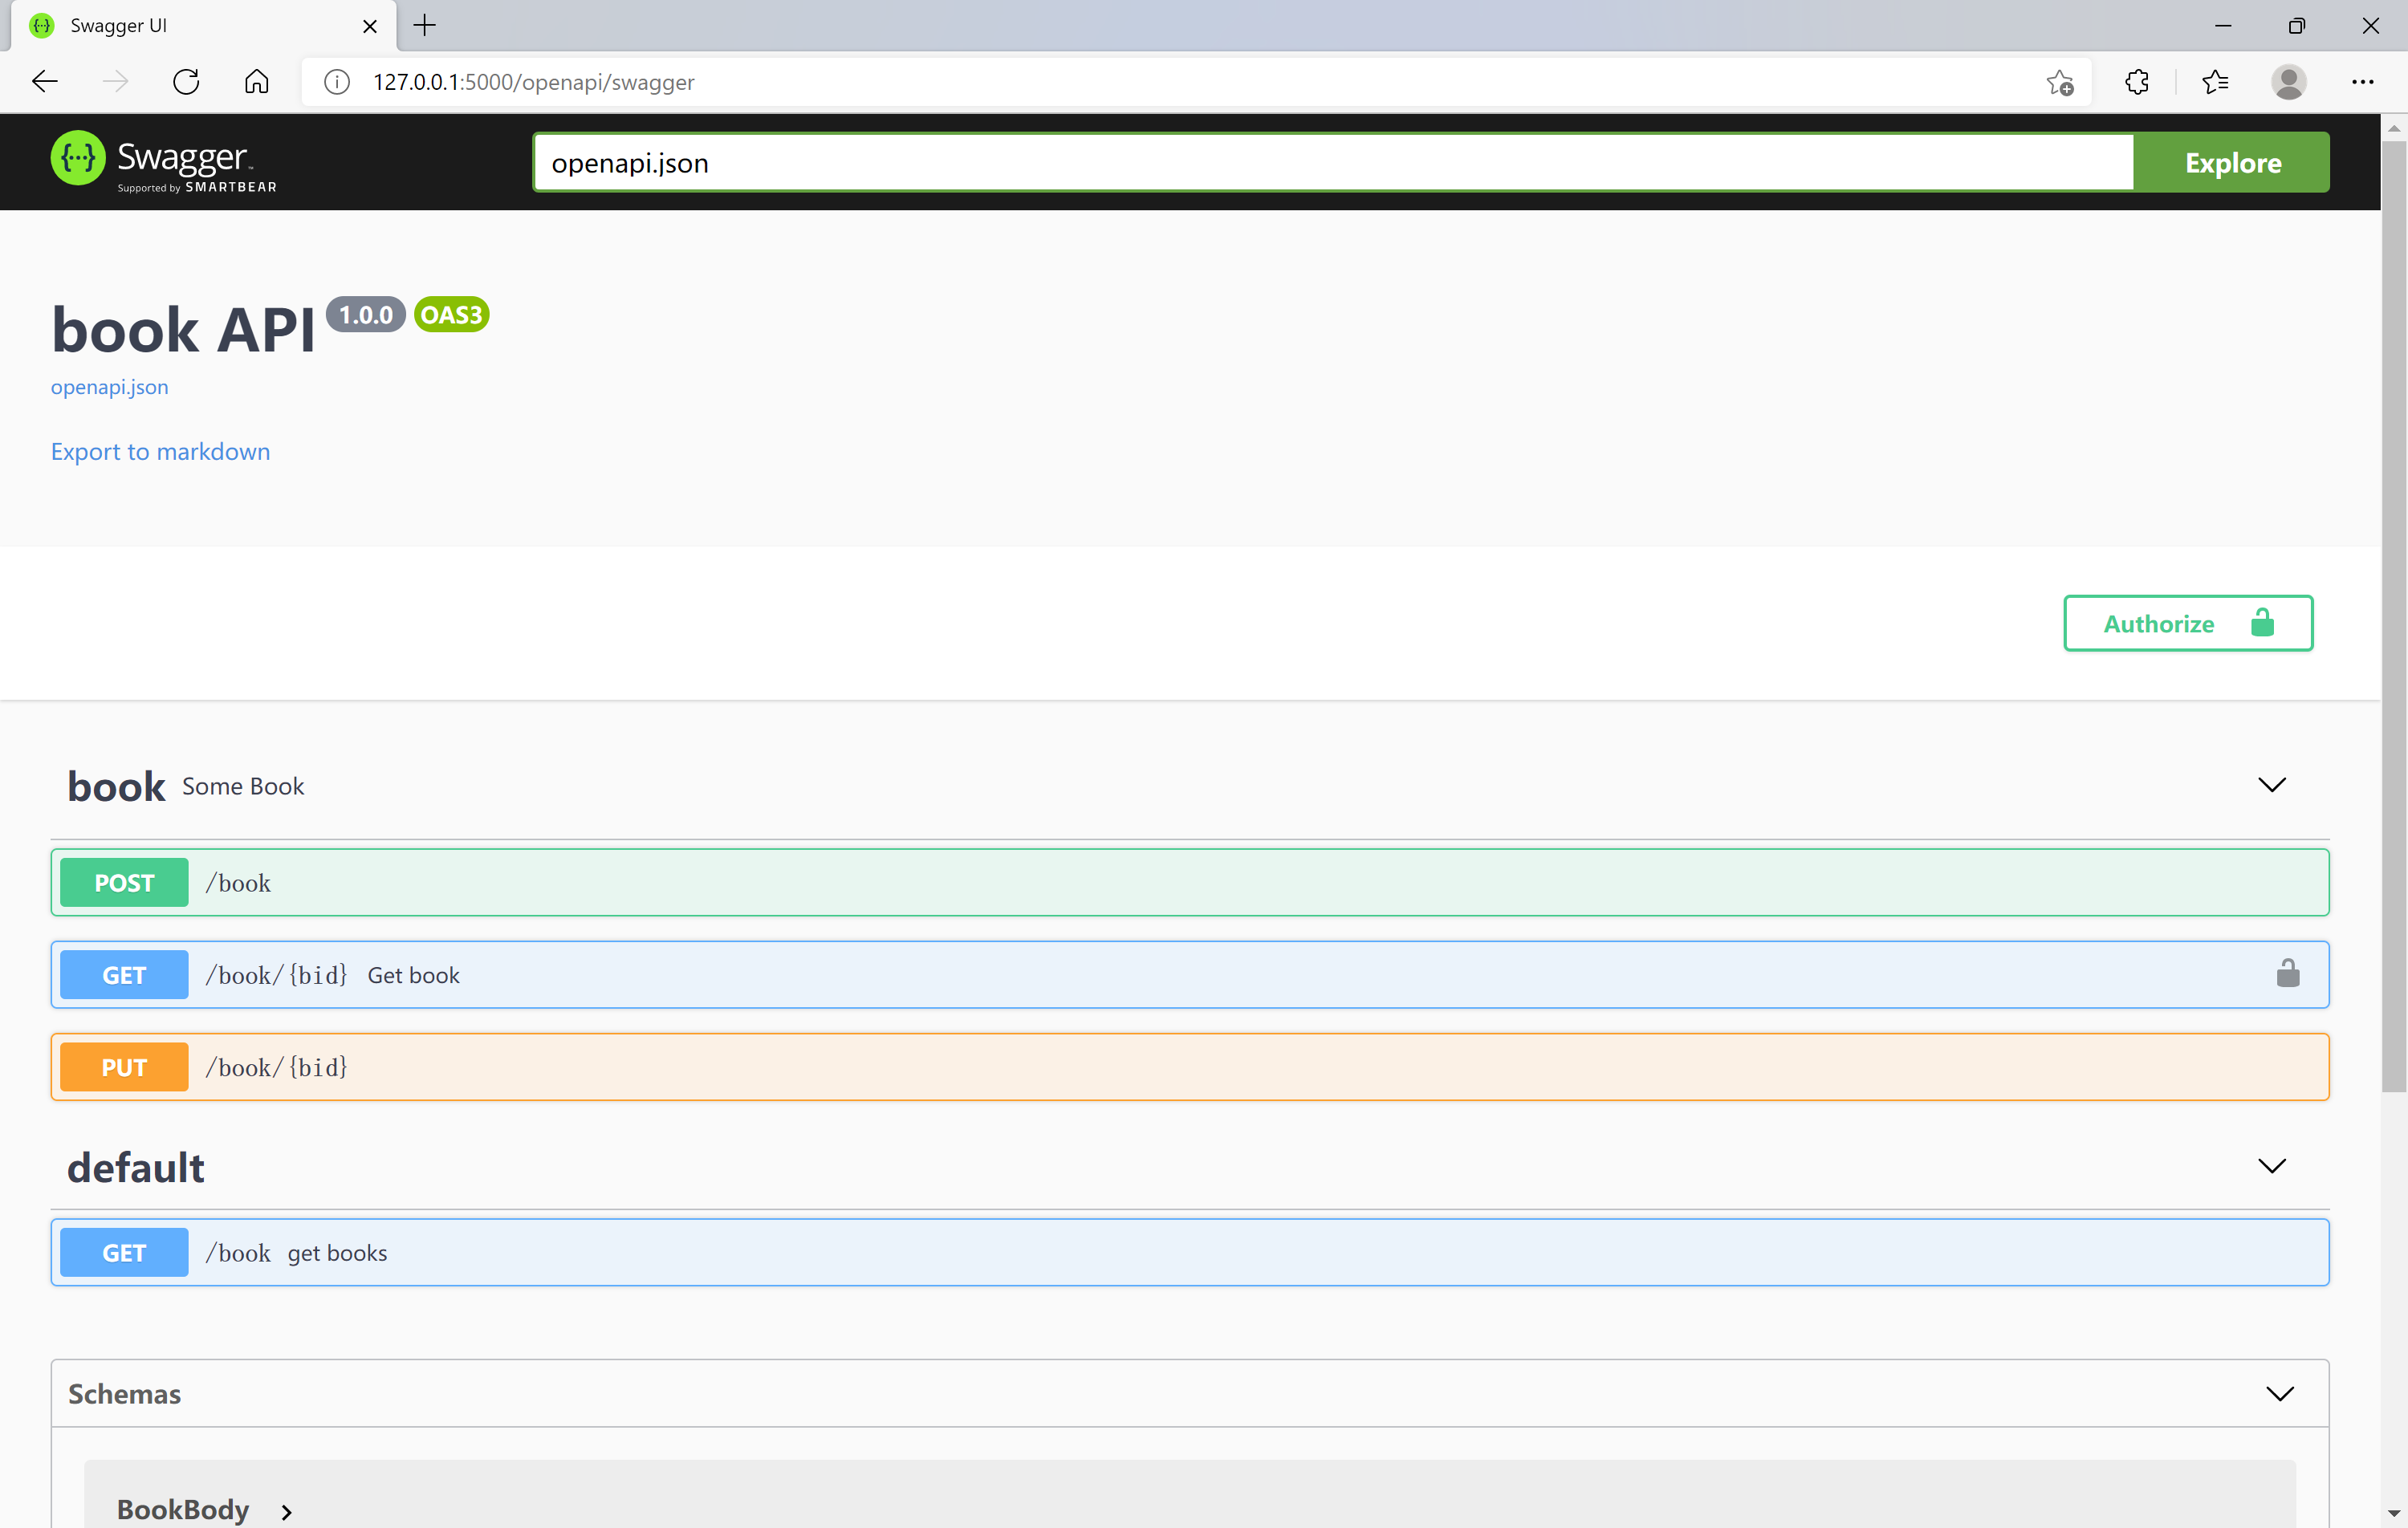 Swagger UI
127.0.0.1:5000/openapi/swagger
Swagger™
Supported by SMARTBEAR
openapi.json
Explore
book API 1.0.0 OAS3
openapi.json
Export to markdown
Authorize
book Some Book
POST /book
GET /book/{bid} Get book
PUT /book/{bid}
default
GET /book get books
Schemas
BookBody